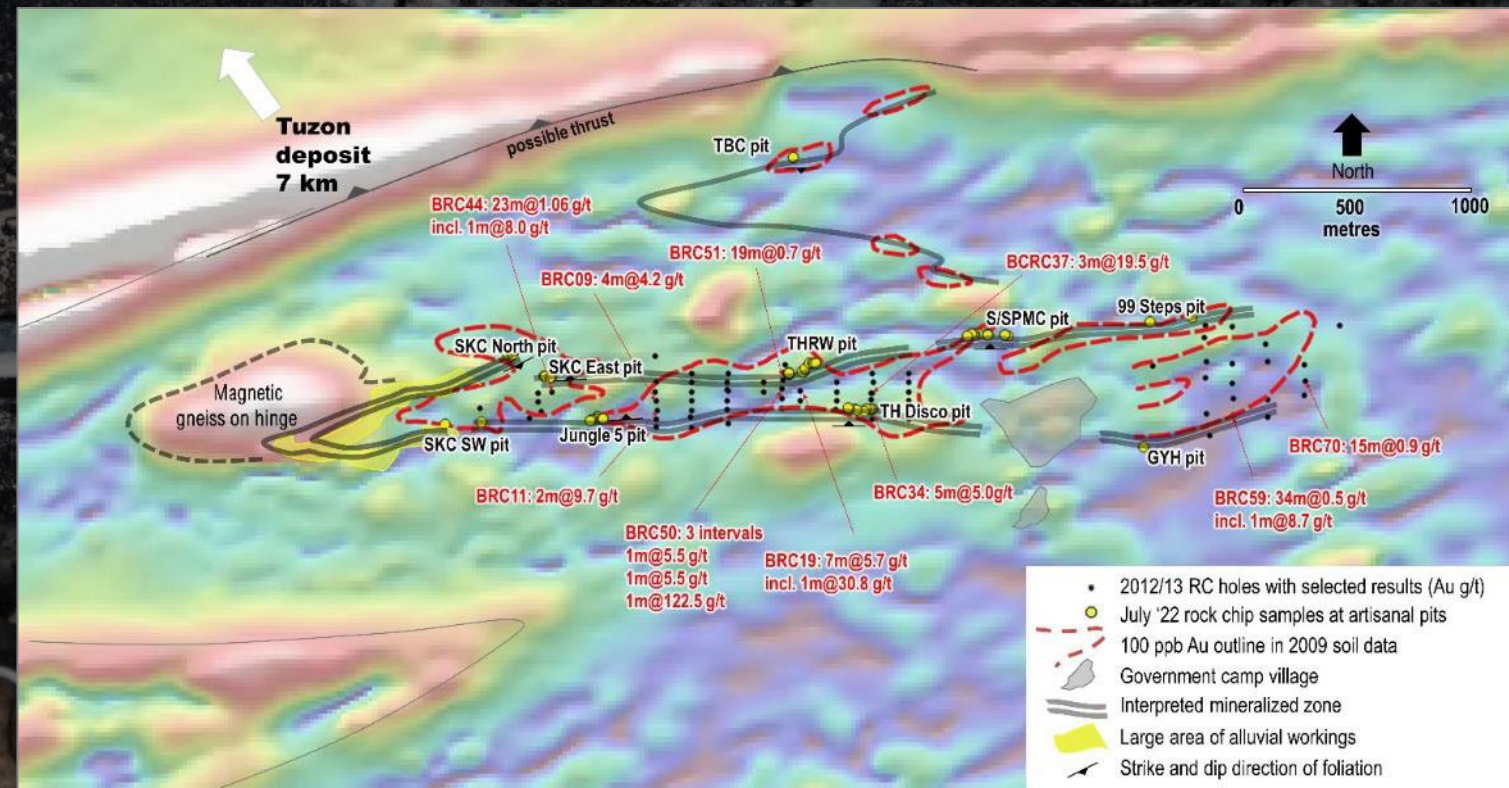 Tuzon
deposit
7 km
possible thrust
TBC pit
North
0 500 1000
metres
BRC44: 23m@1.06 g/t
incl. 1m@8.0 g/t
BRC09: 4m@4.2 g/t
BRC51: 19m@0.7 g/t
BCRC37: 3m@19.5 g/t
99 Steps pit
S/SPMC pit
THRW pit
SKC North pit
SKC East pit
Magnetic
gneiss on hinge
TH Disco pit
Jungle 5 pit
SKC SW pit
GYH pit
BRC70: 15m@0.9 g/t
BRC11: 2m@9.7 g/t
BRC34: 5m@5.0g/t
BRC59: 34m@0.5 g/t
incl. 1m@8.7 g/t
BRC50: 3 intervals
1m@5.5 g/t
1m@5.5 g/t
1m@122.5 g/t
BRC19: 7m@5.7 g/t
incl. 1m@30.8 g/t
2012/13 RC holes with selected results (Au g/t)
July '22 rock chip samples at artisanal pits
100 ppb Au outline in 2009 soil data
Government camp village
Interpreted mineralized zone
Large area of alluvial workings
Strike and dip direction of foliation